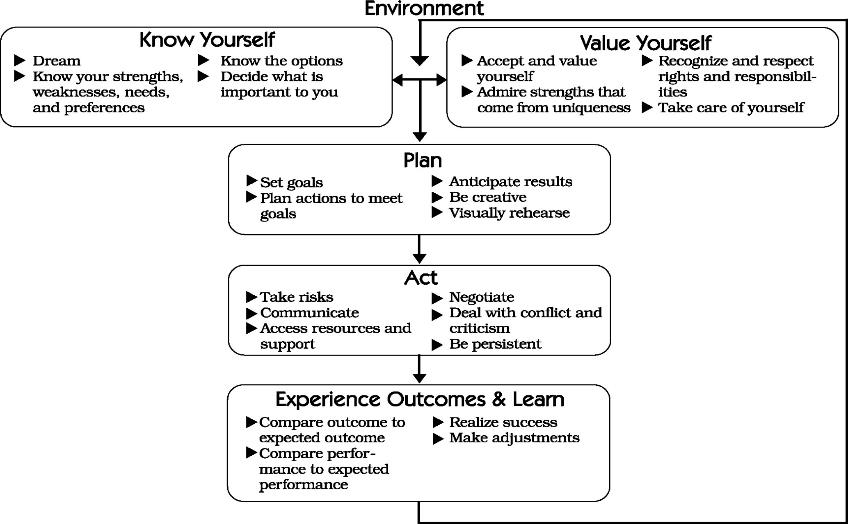 Environment
Know Yourself
▶ Dream
▶ Know your strengths,
weaknesses, needs,
and preferences
▶ Know the options
▶ Decide what is
important to you
Value Yourself
▶ Accept and value
yourself
▶ Admire strengths that
come from uniqueness
▶ Recognize and respect
rights and responsibil-
ities
▶ Take care of yourself
Plan
▶ Set goals
▶ Plan actions to meet
goals
▶ Anticipate results
▶ Be creative
▶ Visually rehearse
Act
▶ Take risks
▶ Communicate
▶ Access resources and
support
▶ Negotiate
▶ Deal with conflict and
criticism
▶ Be persistent
Experience Outcomes & Learn
▶ Compare outcome to
expected outcome
▶ Compare perfor-
mance to expected
performance
▶ Realize success
▶ Make adjustments